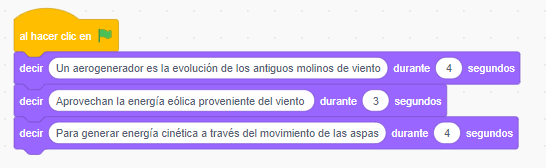 al hacer clic en
decir Un aerogenerador es la evolución de los antiguos molinos de viento durante 4 segundos
decir Aprovechan la energía eólica proveniente del viento durante 3 segundos
decir Para generar energía cinética a través del movimiento de las aspas durante 4 segundos